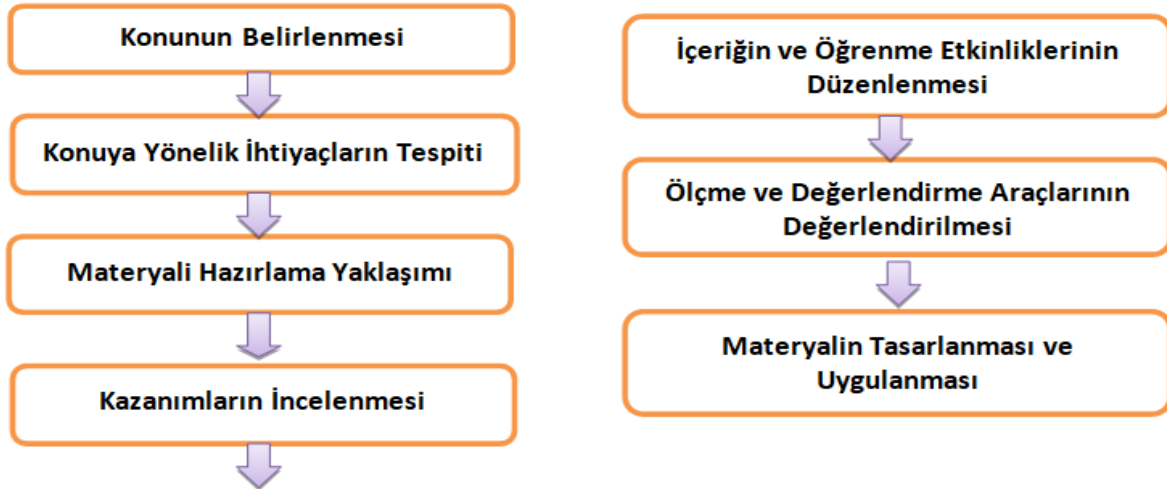 Konunun Belirlenmesi
Konuya Yönelik İhtiyaçların Tespiti
Materyali Hazırlama Yaklaşımı
Kazanımların İncelenmesi
İçeriğin ve Öğrenme Etkinliklerinin
Düzenlenmesi
Ölçme ve Değerlendirme Araçlarının
Değerlendirilmesi
Materyalin Tasarlanması ve
Uygulanması